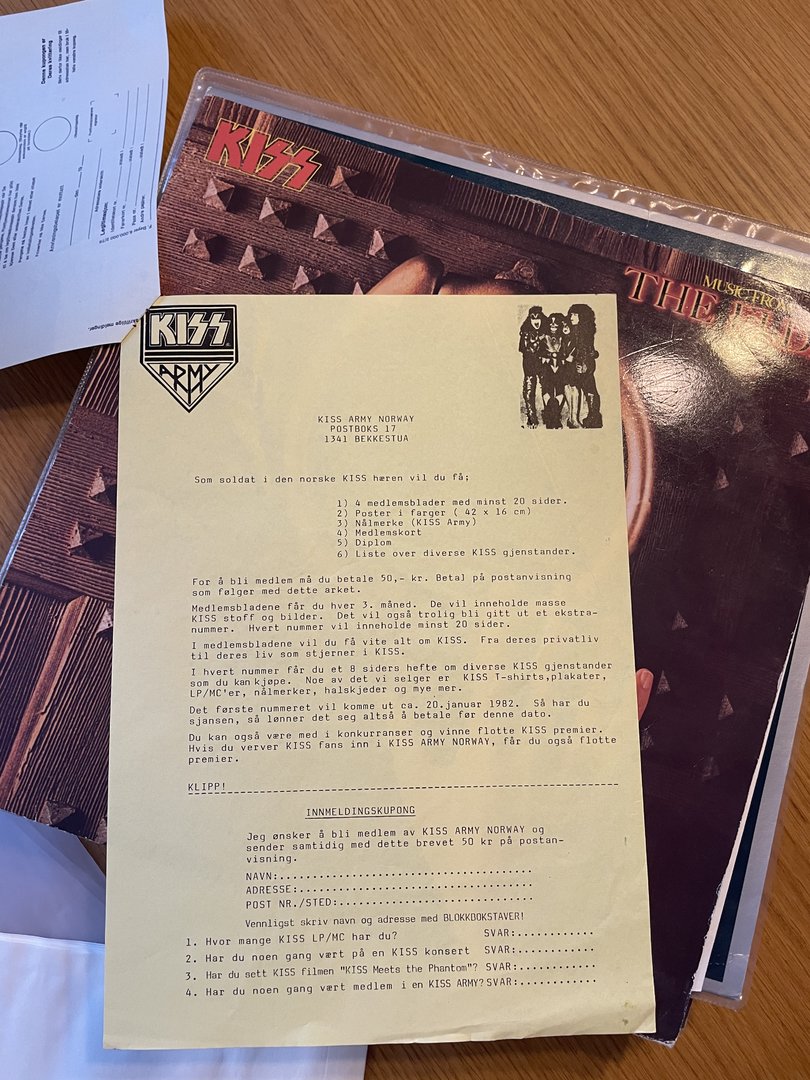 Denne kupongen er
Deres kvittering
KISS
MUSIC FROM
THE ELD
KISS
ARMY
KISS ARMY NORWAY
POSTBOKS 17
1341 BEKKESTUA
Som soldat i den norske KISS hæren vil du få;
1) 4 medlemsblader med minst 20 sider.
2) Poster i farger ( 42 x 16 cm)
3) Nålmerke (KISS Army)
4) Medlemskort
5) Diplom
6) Liste over diverse KISS gjenstander.
For å bli medlem må du betale 50,- kr. Betal på postanvisning
som følger med dette arket.
Medlemsbladene får du hver 3. måned. De vil inneholde masse
KISS stoff og bilder. Det vil også trolig bli gitt ut et ekstra-
nummer. Hvert nummer vil inneholde minst 20 sider.
I medlemsbladene vil du få vite alt om KISS. Fra deres privatliv
til deres liv som stjerner i KISS.
I hvert nummer får du et 8 siders hefte om diverse KISS gjenstander
som du kan kjøpe. Noe av det vi selger er KISS T-shirts,plakater,
LP/MC'er, nålmerker, halskjeder og mye mer.
Det første nummeret vil komme ut ca. 20.januar 1982. Så har du
sjansen, så lønner det seg altså å betale før denne dato.
Du kan også være med i konkurranser og vinne flotte KISS premier.
Hvis du verver KISS fans inn i KISS ARMY NORWAY, får du også flotte
premier.
KLIPP!
INNMELDINGSKUPONG
Jeg ønsker å bli medlem av KISS ARMY NORWAY og
sender samtidig med dette brevet 50 kr på postan-
visning.
NAVN:.....................................
ADRESSE:..................................
POST NR./STED:............................
Vennligst skriv navn og adresse med BLOKKBOKSTAVER!
1. Hvor mange KISS LP/MC har du? SVAR:............
2. Har du noen gang vært på en KISS konsert SVAR:............
3. Har du sett KISS filmen "KISS Meets the Phantom"? SVAR:............
4. Har du noen gang vært medlem i en KISS ARMY? SVAR:............